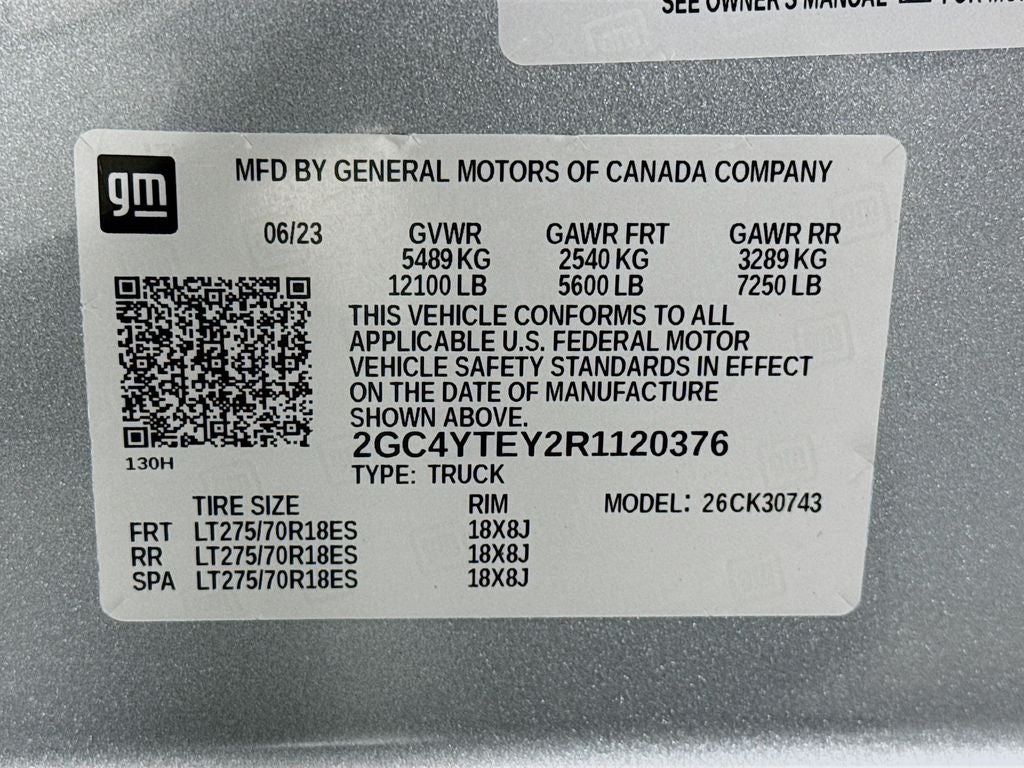 SEE OWNER'S MANUAL
gm
MFD BY GENERAL MOTORS OF CANADA COMPANY
06/23 GVWR GAWR FRT GAWR RR
5489 KG 2540 KG 3289 KG
12100 LB 5600 LB 7250 LB
THIS VEHICLE CONFORMS TO ALL
APPLICABLE U.S. FEDERAL MOTOR
VEHICLE SAFETY STANDARDS IN EFFECT
ON THE DATE OF MANUFACTURE
SHOWN ABOVE.
2GC4YTEY2R1120376
130H
TYPE: TRUCK
TIRE SIZE RIM MODEL: 26CK30743
FRT LT275/70R18ES 18X8J
RR LT275/70R18ES 18X8J
SPA LT275/70R18ES 18X8J